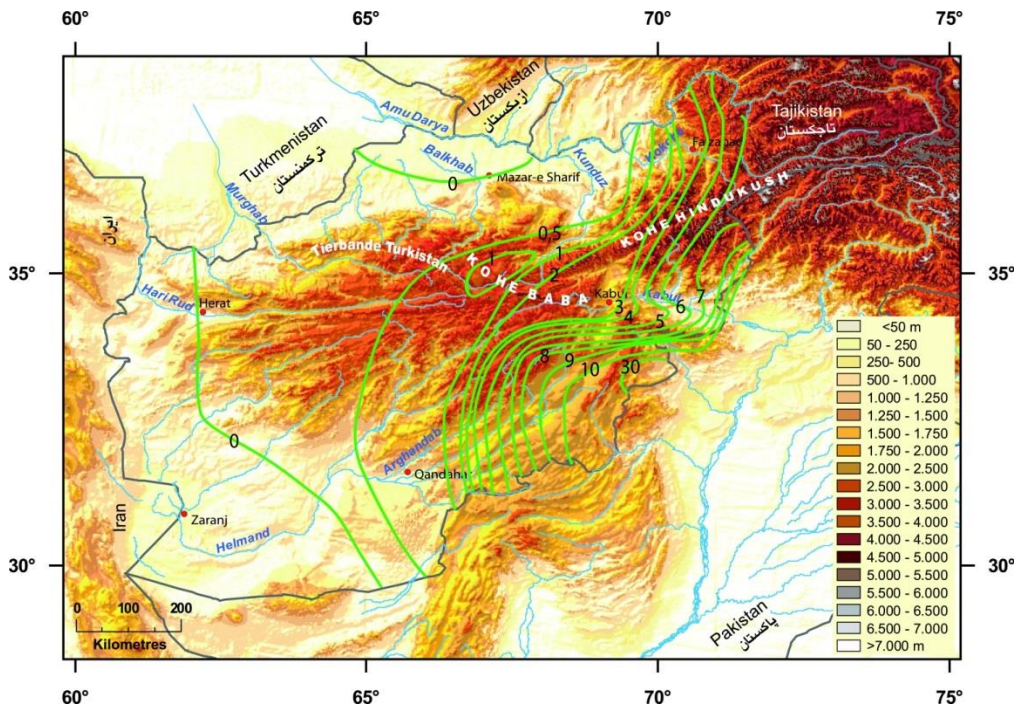 60°
65°
70°
75°
Uzbekistan
ازبكستان
Tajikistan
تاجكستان
Amu Darya
Turkmenistan
تركمنستان
Balkhab
Kunduz
Kokcha
Faizabad
0
Mazar-e Sharif
Murghab
ايران
KOHE HINDUKUSH
0.5
Tierbande Turkistan
1
1
2
KOHE BABA
35°
35°
Hari Rud
Herat
Kabul
Kabul
3
4
5
6
7
8
9
10
30
0
Arghandab
Qandahar
Iran
Zaranj
Helmand
30°
30°
0 100 200
Kilometres
Pakistan
پاکستان
<50 m
50 - 250
250- 500
500 - 1.000
1.000 - 1.250
1.250 - 1.500
1.500 - 1.750
1.750 - 2.000
2.000 - 2.500
2.500 - 3.000
3.000 - 3.500
3.500 - 4.000
4.000 - 4.500
4.500 - 5.000
5.000 - 5.500
5.500 - 6.000
6.000 - 6.500
6.500 - 7.000
>7.000 m
60°
65°
70°
75°